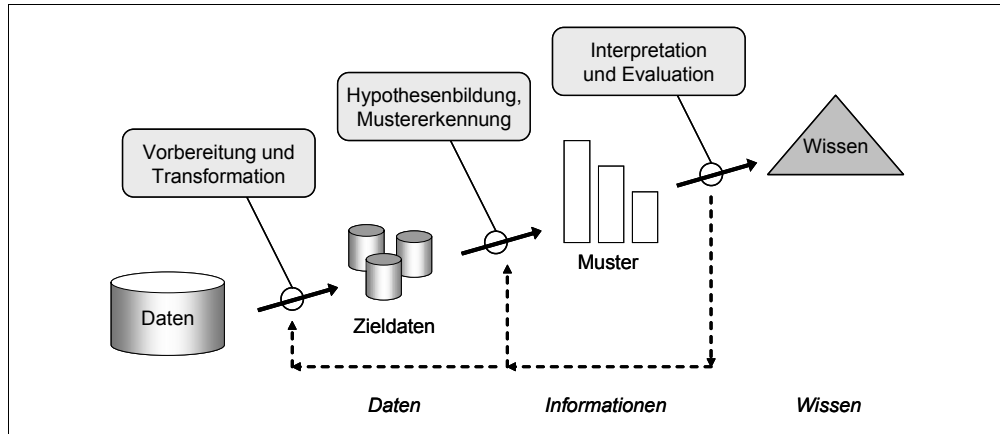 Interpretation
und Evaluation
Hypothesenbildung,
Mustererkennung
Vorbereitung und
Transformation
Wissen
Muster
Daten
Zieldaten
Daten
Informationen
Wissen